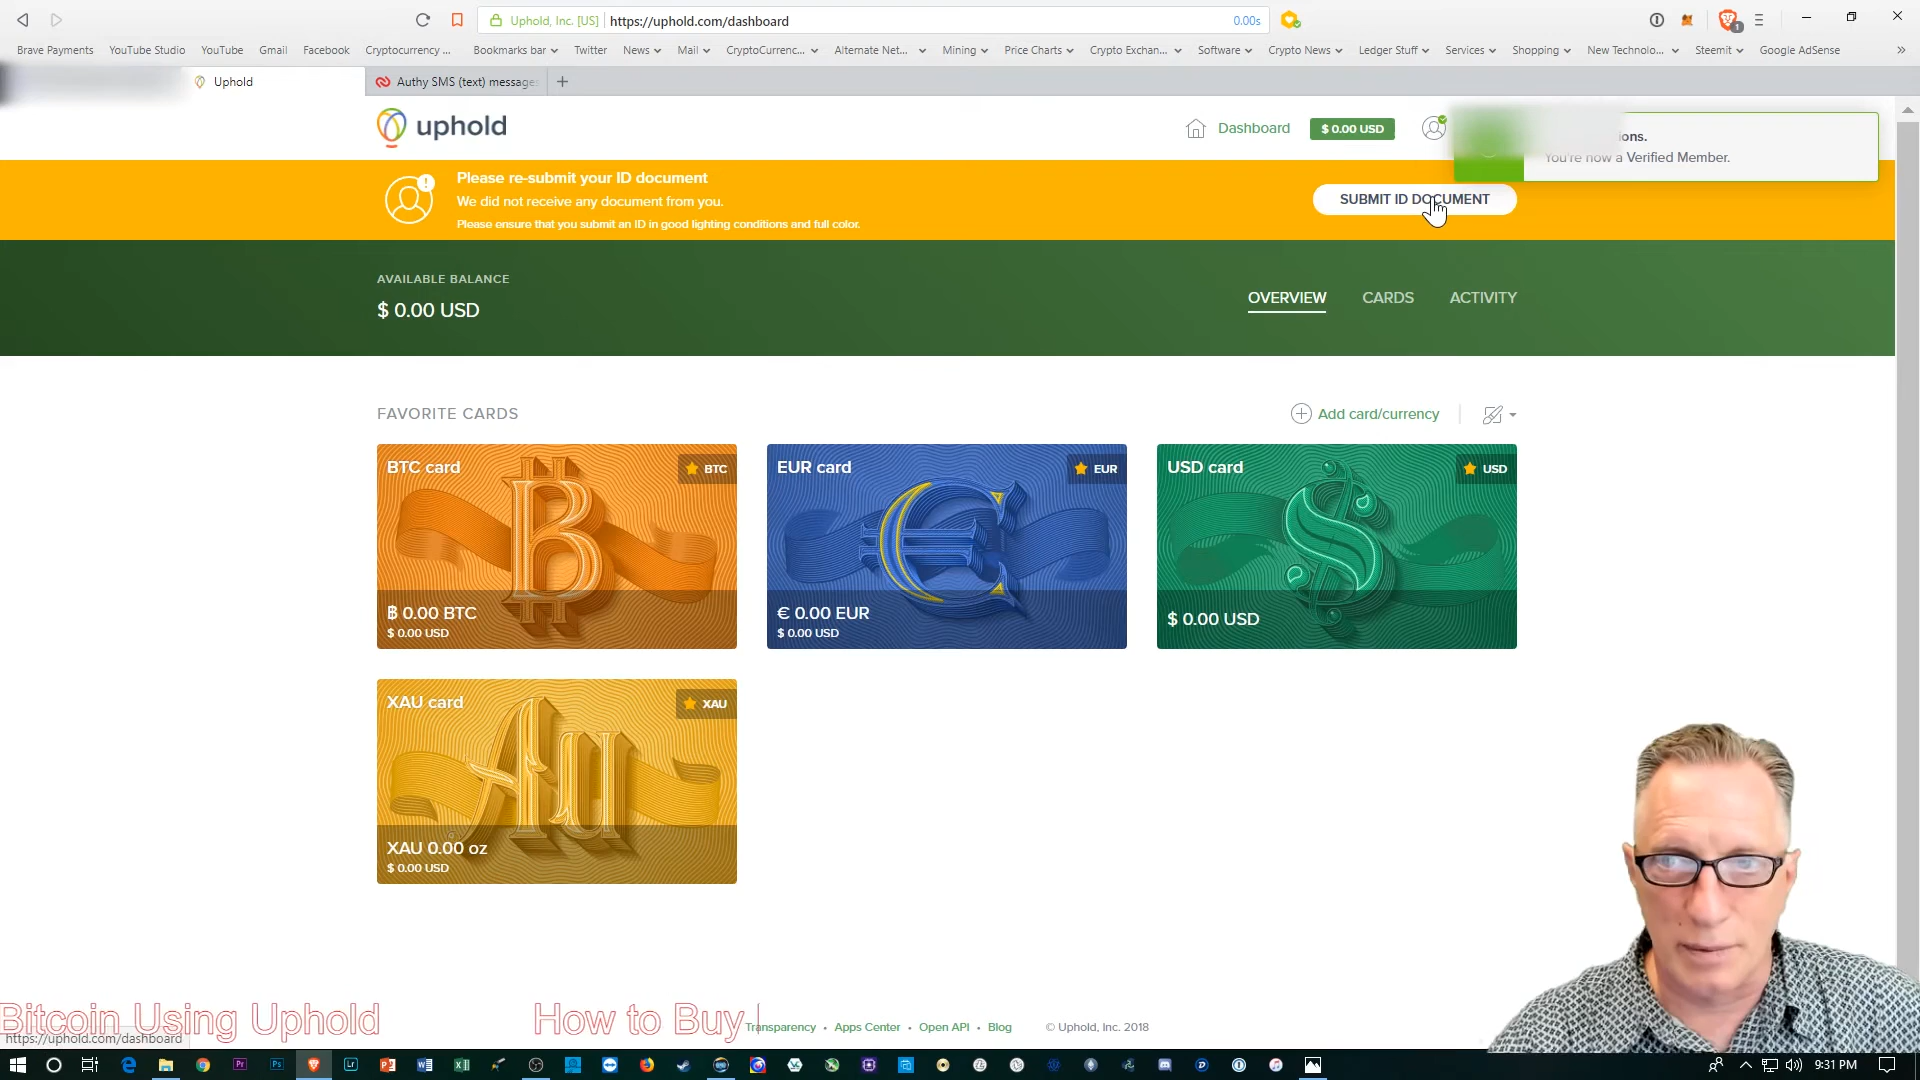 Uphold, Inc. [US] https://uphold.com/dashboard 0.00s
Brave Payments YouTube Studio YouTube Gmail Facebook Cryptocurrency ... Bookmarks bar Twitter News Mail CryptoCurrenc... Alternate Net... Mining Price Charts Crypto Exchan... Software Crypto News Ledger Stuff Services Shopping New Technolo... Steemit Google AdSense »
Uphold Authy SMS (text) messages +
uphold Dashboard $ 0.00 USD
ions.
You're now a Verified Member.
Please re-submit your ID document
We did not receive any document from you.
Please ensure that you submit an ID in good lighting conditions and full color.
SUBMIT ID DOCUMENT
AVAILABLE BALANCE
$ 0.00 USD
OVERVIEW CARDS ACTIVITY
FAVORITE CARDS Add card/currency
BTC card BTC
฿ 0.00 BTC
$ 0.00 USD
EUR card EUR
€ 0.00 EUR
$ 0.00 USD
USD card USD
$ 0.00 USD
XAU card XAU
Au
XAU 0.00 oz
$ 0.00 USD
Bitcoin Using Uphold How to Buy
Transparency • Apps Center • Open API • Blog © Uphold, Inc. 2018
https://uphold.com/dashboard
9:31 PM